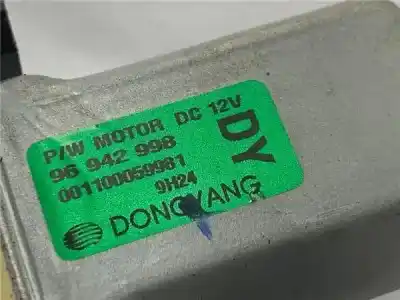 P/W MOTOR DC 12V
96 942 998
001100059981
9H24
DY
DONGYANG